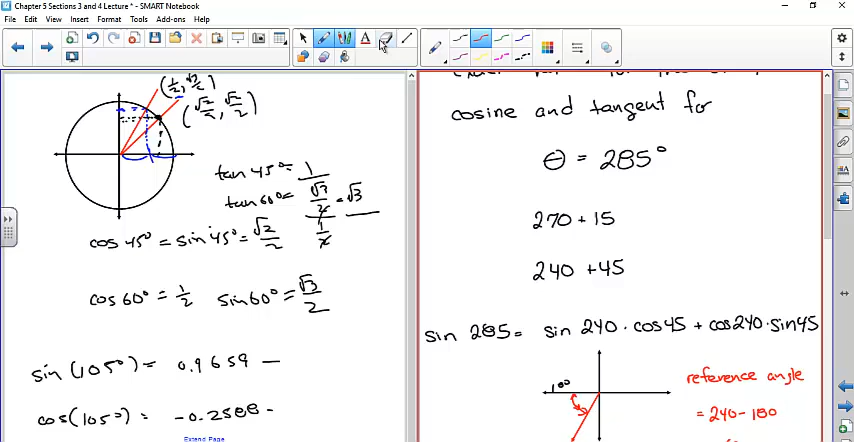 Chapter 5 Sections 3 and 4 Lecture * - SMART Notebook
File Edit View Insert Format Tools Add-ons Help
(1/2, √3/2)
(√2/2, √2/2)
tan 45° = 1
tan 60° = (√3/2)/(1/2) = √3
cos 45° = sin 45° = √2/2
cos 60° = 1/2 sin 60° = √3/2
sin(105°) = 0.9659
cos(105°) = -0.2588
Extend Page
cosine and tangent for
θ = 285°
270 + 15
240 + 45
sin 285 = sin 240 · cos 45 + cos 240 · sin 45
180
reference angle
= 240 - 180